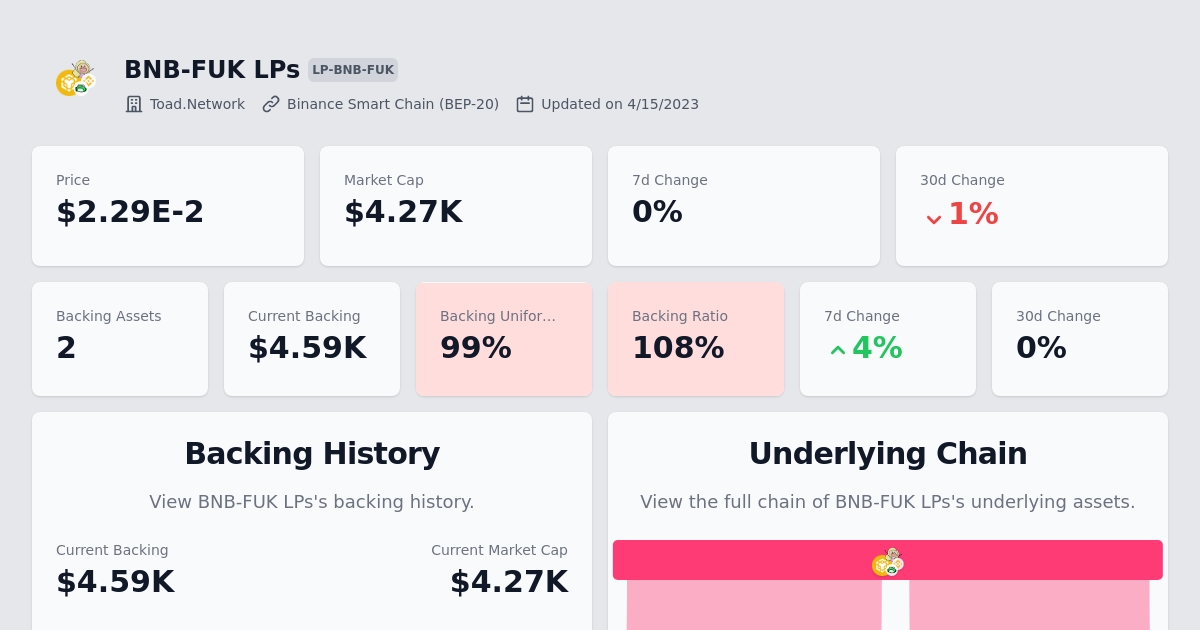 BNB-FUK LPs LP-BNB-FUK
Toad.Network Binance Smart Chain (BEP-20) Updated on 4/15/2023
Price
$2.29E-2
Market Cap
$4.27K
7d Change
0%
30d Change
1%
Backing Assets
2
Current Backing
$4.59K
Backing Unifor...
99%
Backing Ratio
108%
7d Change
4%
30d Change
0%
Backing History
View BNB-FUK LPs's backing history.
Current Backing
$4.59K
Current Market Cap
$4.27K
Underlying Chain
View the full chain of BNB-FUK LPs's underlying assets.